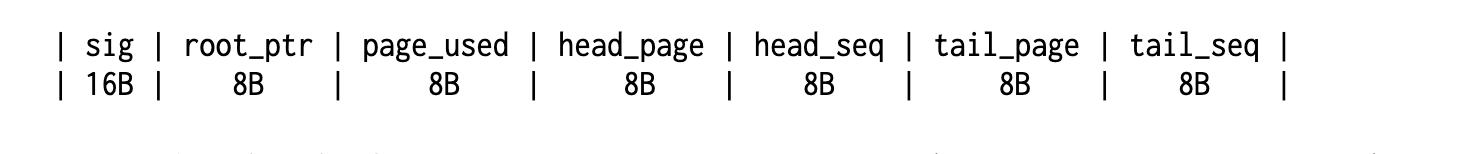 | sig | root_ptr | page_used | head_page | head_seq | tail_page | tail_seq |
| 16B | 8B | 8B | 8B | 8B | 8B | 8B |